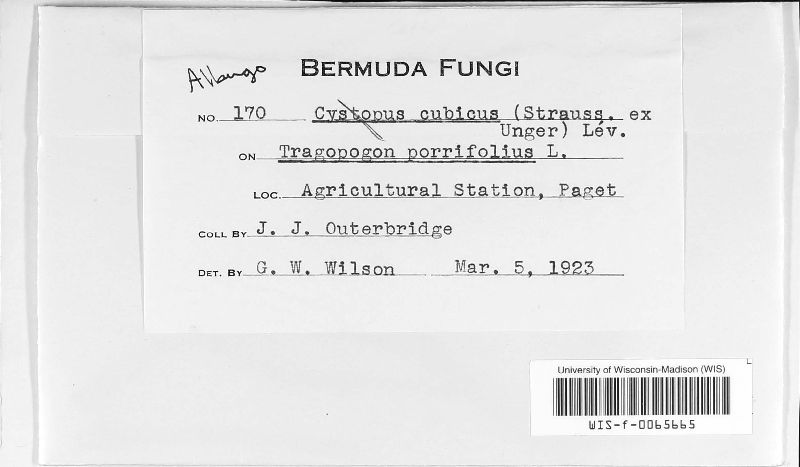 Allbugo BERMUDA FUNGI
NO. 170 Cystopus cubicus (Strauss. ex
Unger) Lév.
ON Tragopogon porrifolius L.
LOC. Agricultural Station, Paget
COLL BY J. J. Outerbridge
DET. BY G. W. Wilson Mar. 5, 1923
University of Wisconsin-Madison (WIS)
WIS-f-0065665